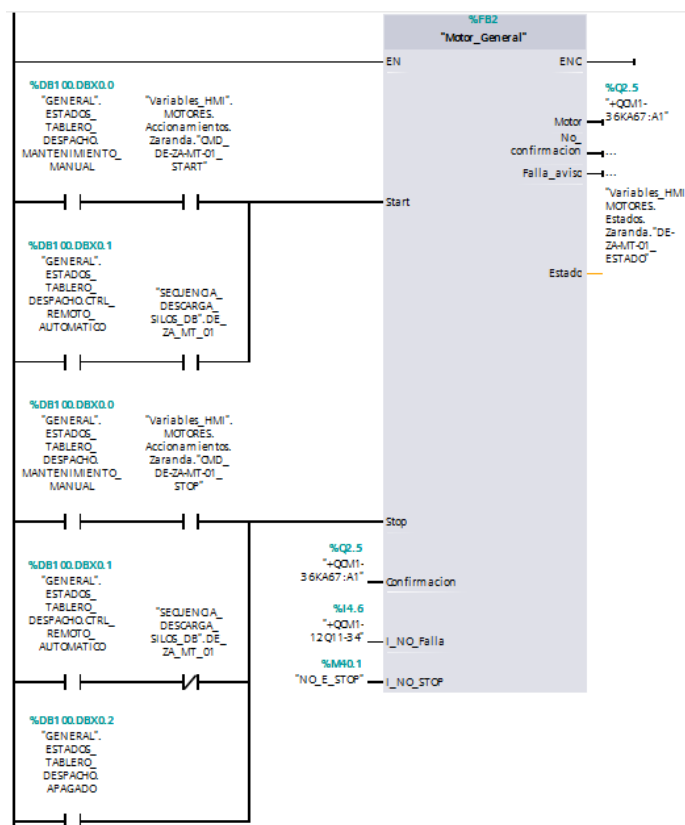 %FB2
"Motor_General"
EN
ENO
%DB100.DBX0.0
"GENERAL".
ESTADOS_
TABLERO_
DESPACHO.
MANTENIMIENTO_
MANUAL
"Variables_HMI".
MOTORES.
Accionamientos.
Zaranda."CMD_
DE-ZA-MT-01_
START"
Start
%Q2.5
"+QCM1-
36KA67:A1"
Motor
No_
confirmacion
...
Falla_aviso
...
"Variables_HMI
MOTORES.
Estados.
Zaranda."DE-
ZA-MT-01_
ESTADO"
Estado
%DB100.DBX0.1
"GENERAL".
ESTADOS_
TABLERO_
DESPACHO.CTRL_
REMOTO_
AUTOMATICO
"SECUENCIA_
DESCARGA_
SILOS_DB".DE_
ZA_MT_01
%DB100.DBX0.0
"GENERAL".
ESTADOS_
TABLERO_
DESPACHO.
MANTENIMIENTO_
MANUAL
"Variables_HMI".
MOTORES.
Accionamientos.
Zaranda."CMD_
DE-ZA-MT-01_
STOP"
Stop
%DB100.DBX0.1
"GENERAL".
ESTADOS_
TABLERO_
DESPACHO.CTRL_
REMOTO_
AUTOMATICO
"SECUENCIA_
DESCARGA_
SILOS_DB".DE_
ZA_MT_01
%Q2.5
"+QCM1-
36KA67:A1"
Confirmacion
%I4.6
"+QCM1-
12Q11-34"
I_NO_Falla
%M40.1
"NO_E_STOP"
I_NO_STOP
%DB100.DBX0.2
"GENERAL".
ESTADOS_
TABLERO_
DESPACHO.
APAGADO